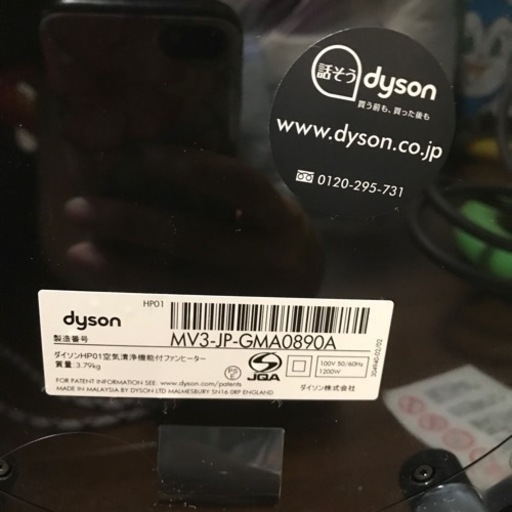 話そう dyson
買う前も、買った後も
www.dyson.co.jp
0120-295-731
HP01
dyson
製造番号
MV3-JP-GMA0890A
ダイソンHP01空気清浄機能付ファンヒーター
質量: 3.79kg
JQA
100V 50/60Hz
1200W
FOR PATENT INFORMATION SEE: www.dyson.com/patents
MADE IN MALAYSIA BY DYSON LTD MALMESBURY SN16 0RP ENGLAND
ダイソン株式会社